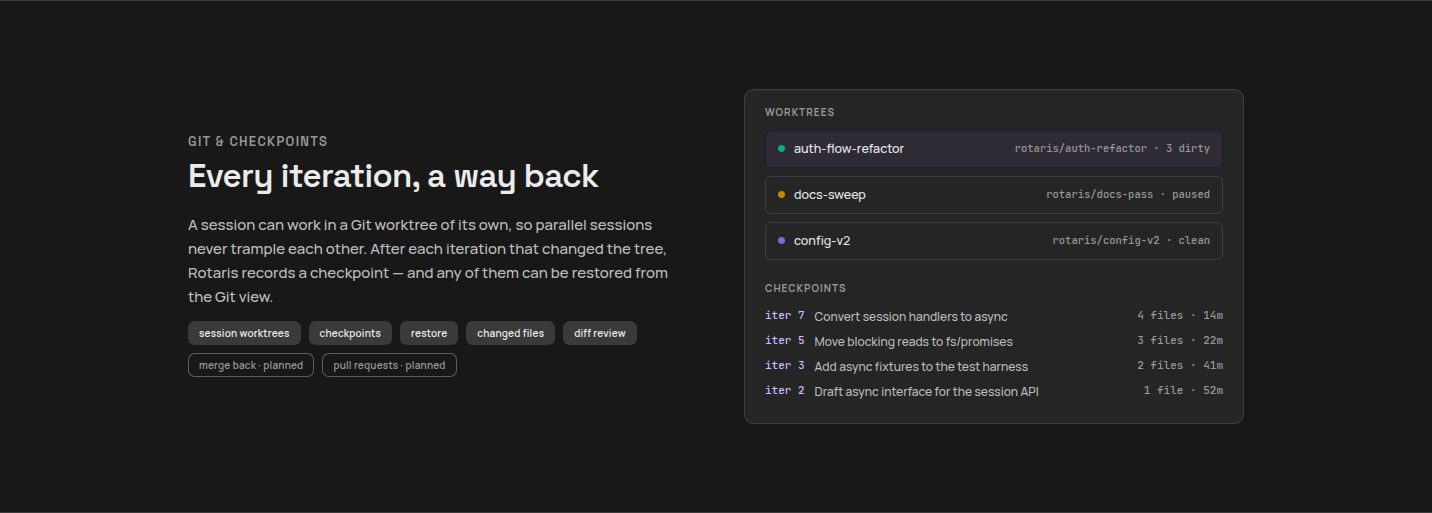 GIT & CHECKPOINTS
Every iteration, a way back
A session can work in a Git worktree of its own, so parallel sessions
never trample each other. After each iteration that changed the tree,
Rotaris records a checkpoint — and any of them can be restored from
the Git view.
session worktrees checkpoints restore changed files diff review
merge back · planned pull requests · planned
WORKTREES
auth-flow-refactor rotaris/auth-refactor · 3 dirty
docs-sweep rotaris/docs-pass · paused
config-v2 rotaris/config-v2 · clean
CHECKPOINTS
iter 7 Convert session handlers to async 4 files · 14m
iter 5 Move blocking reads to fs/promises 3 files · 22m
iter 3 Add async fixtures to the test harness 2 files · 41m
iter 2 Draft async interface for the session API 1 file · 52m